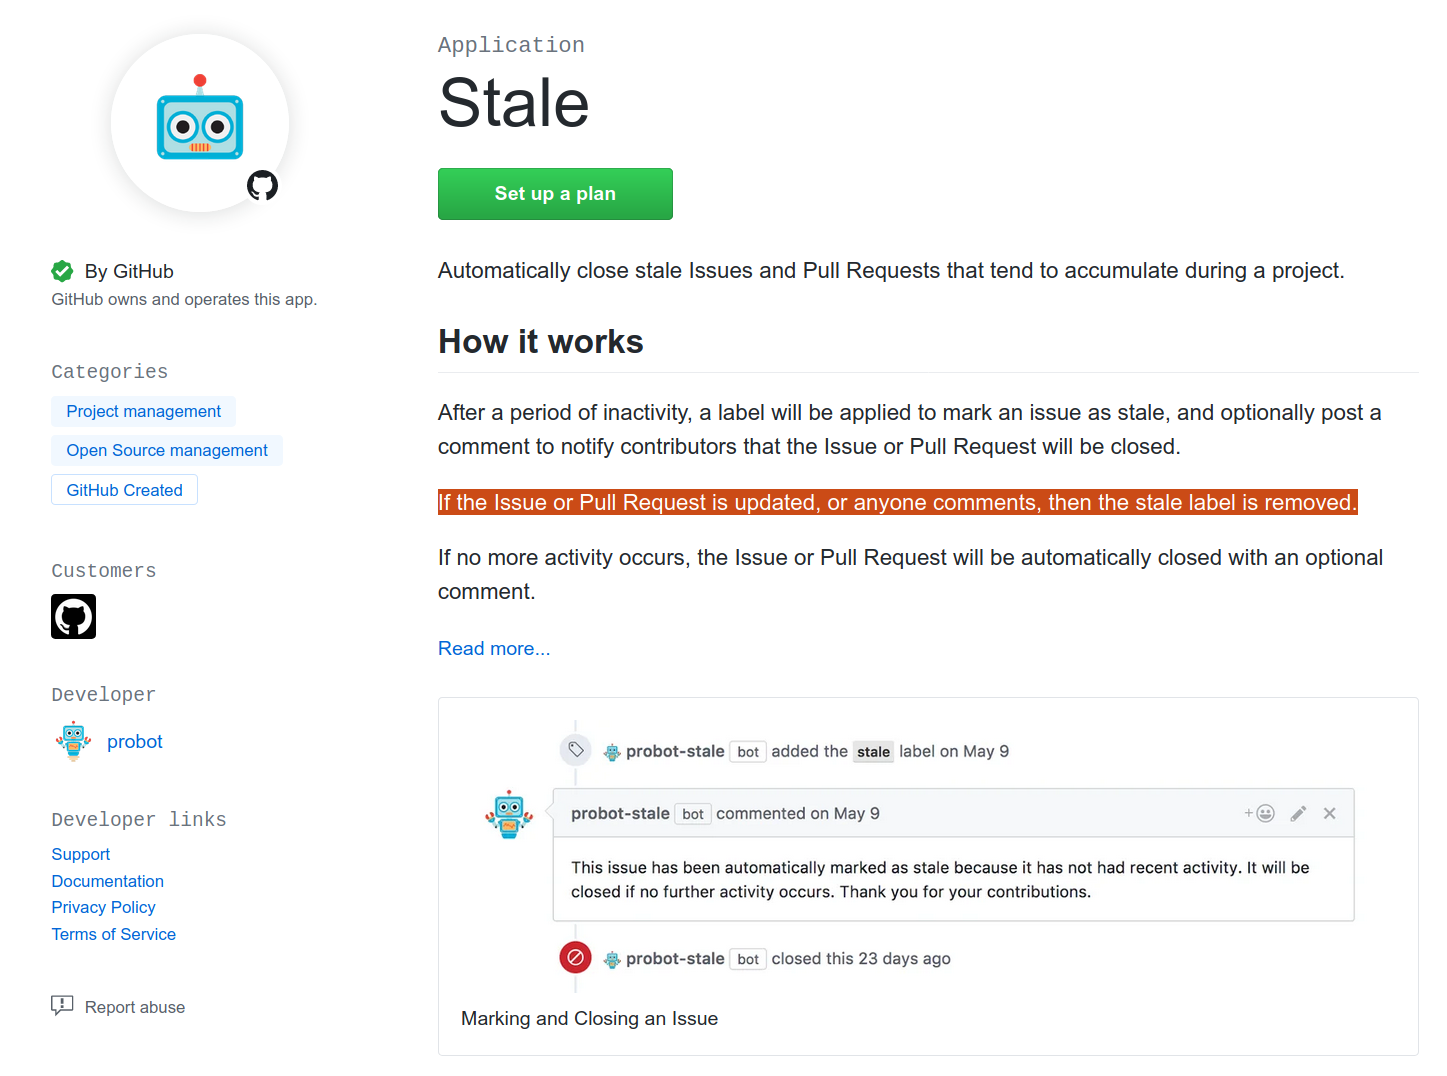 Application
Stale
Set up a plan
By GitHub
GitHub owns and operates this app.
Categories
Project management
Open Source management
GitHub Created
Customers
Developer
probot
Developer links
Support
Documentation
Privacy Policy
Terms of Service
Report abuse
Automatically close stale Issues and Pull Requests that tend to accumulate during a project.
How it works
After a period of inactivity, a label will be applied to mark an issue as stale, and optionally post a
comment to notify contributors that the Issue or Pull Request will be closed.
If the Issue or Pull Request is updated, or anyone comments, then the stale label is removed.
If no more activity occurs, the Issue or Pull Request will be automatically closed with an optional
comment.
Read more...
probot-stale bot added the stale label on May 9
probot-stale bot commented on May 9
This issue has been automatically marked as stale because it has not had recent activity. It will be
closed if no further activity occurs. Thank you for your contributions.
probot-stale bot closed this 23 days ago
Marking and Closing an Issue